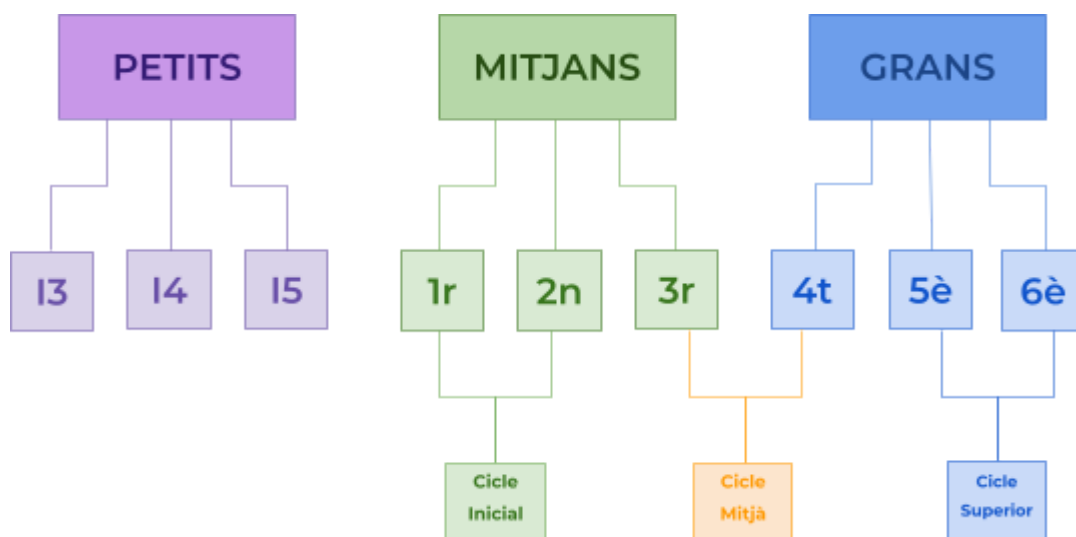 PETITS
MITJANS
GRANS
I3
I4
I5
1r
2n
3r
4t
5è
6è
Cicle
Inicial
Cicle
Mitjà
Cicle
Superior